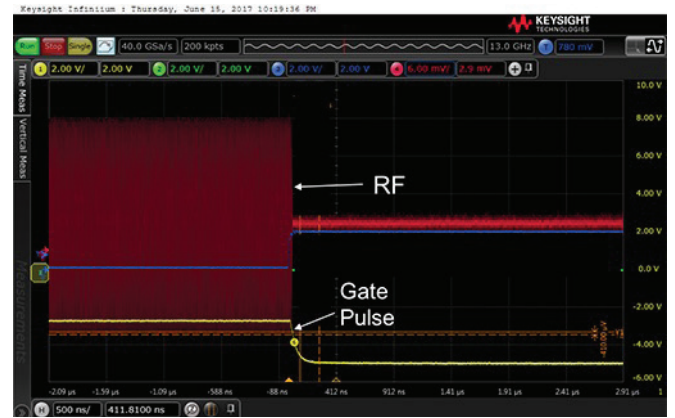 Keysight Infiniium : Thursday, June 15, 2017 10:19:36 PM
KEYSIGHT
TECHNOLOGIES
Run Stop Single 40.0 GSa/s 200 kpts 13.0 GHz T 780 mV
1 2.00 V/ 2.00 V 2 2.00 V/ 2.00 V 3 2.00 V/ 2.00 V 4 6.00 mV/ 2.9 mV
Time Meas
Vertical Meas
Measurements
10.0 V
8.00 V
6.00 V
4.00 V
2.00 V
0.0 V
-2.00 V
-4.00 V
-6.00 V
RF
Gate
Pulse
-2.09 µs -1.59 µs -1.09 µs -588 ns -88 ns 412 ns 912 ns 1.41 µs 1.91 µs 2.41 µs 2.91 µs 1
H 500 ns/ 411.8100 ns